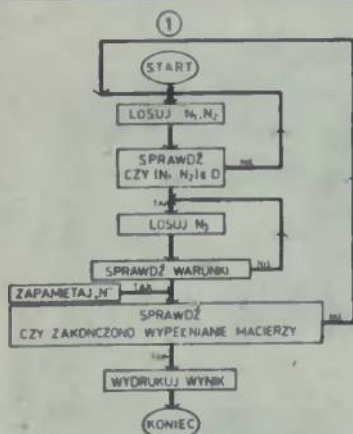 1
START
LOSUJ N₁, N₂
SPRAWDŹ
CZY (N₁, N₂) ∈ D
NIE
TAK
LOSUJ N₃
SPRAWDŹ WARUNKI
NIE
ZAPAMIĘTAJ „N”
TAK
SPRAWDŹ
CZY ZAKOŃCZONO WYPEŁNIANIE MACIERZY
NIE
TAK
WYDRUKUJ WYNIK
KONIEC